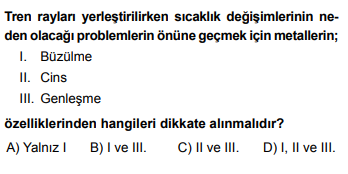 Tren rayları yerleştirilirken sıcaklık değişimlerinin ne-
den olacağı problemlerin önüne geçmek için metallerin;
I. Büzülme
II. Cins
III. Genleşme
özelliklerinden hangileri dikkate alınmalıdır?
A) Yalnız I B) I ve III. C) II ve III. D) I, II ve III.